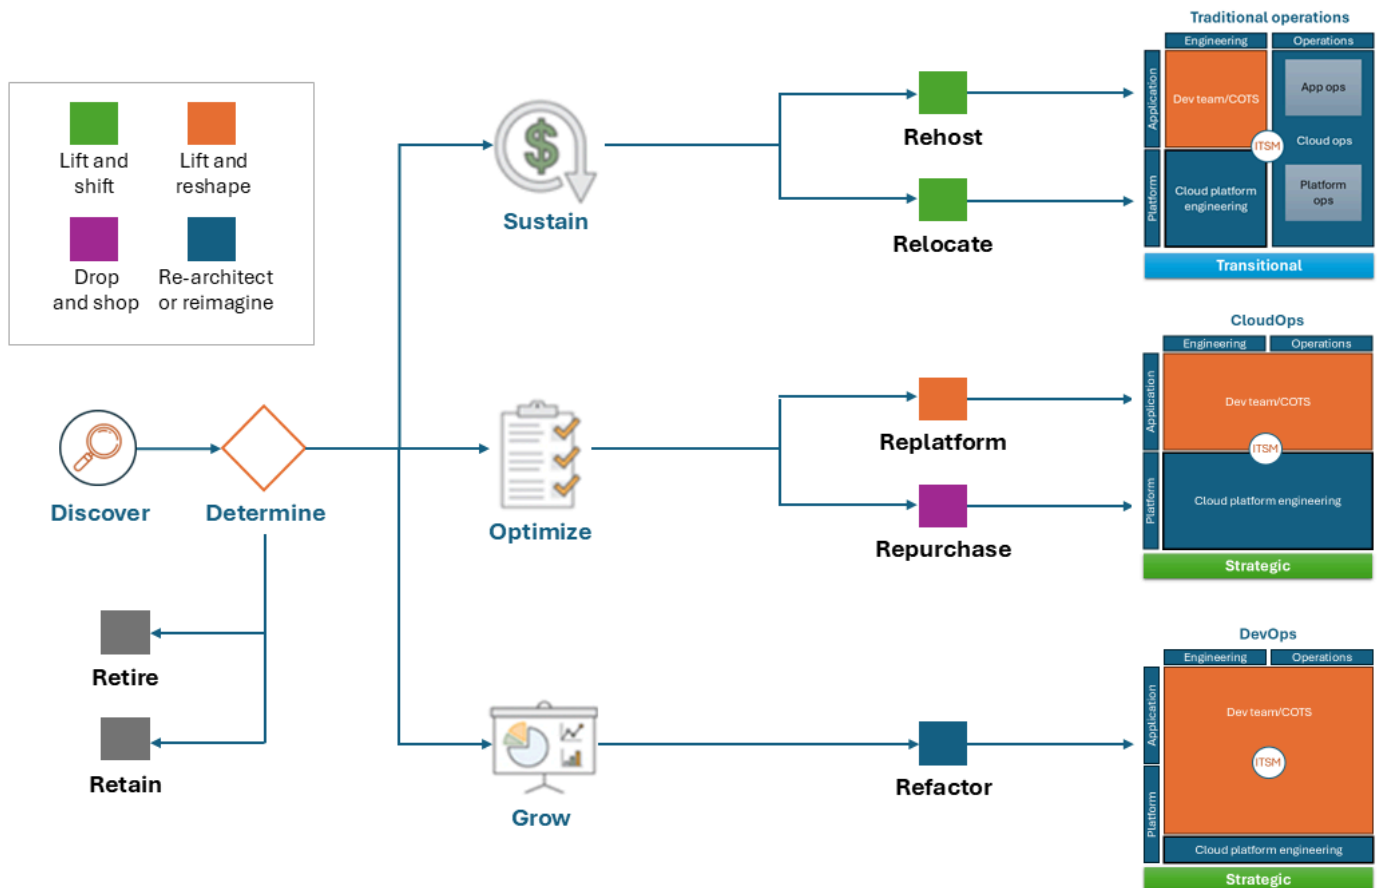 Lift and
shift
Lift and
reshape
Drop
and shop
Re-architect
or reimagine
Discover
Determine
Retire
Retain
Sustain
Optimize
Grow
Rehost
Relocate
Replatform
Repurchase
Refactor
Traditional operations
Engineering
Operations
Application
Platform
Dev team/COTS
App ops
ITSM
Cloud ops
Cloud platform
engineering
Platform
ops
Transitional
CloudOps
Engineering
Operations
Application
Platform
Dev team/COTS
ITSM
Cloud platform engineering
Strategic
DevOps
Engineering
Operations
Application
Platform
Dev team/COTS
ITSM
Cloud platform engineering
Strategic